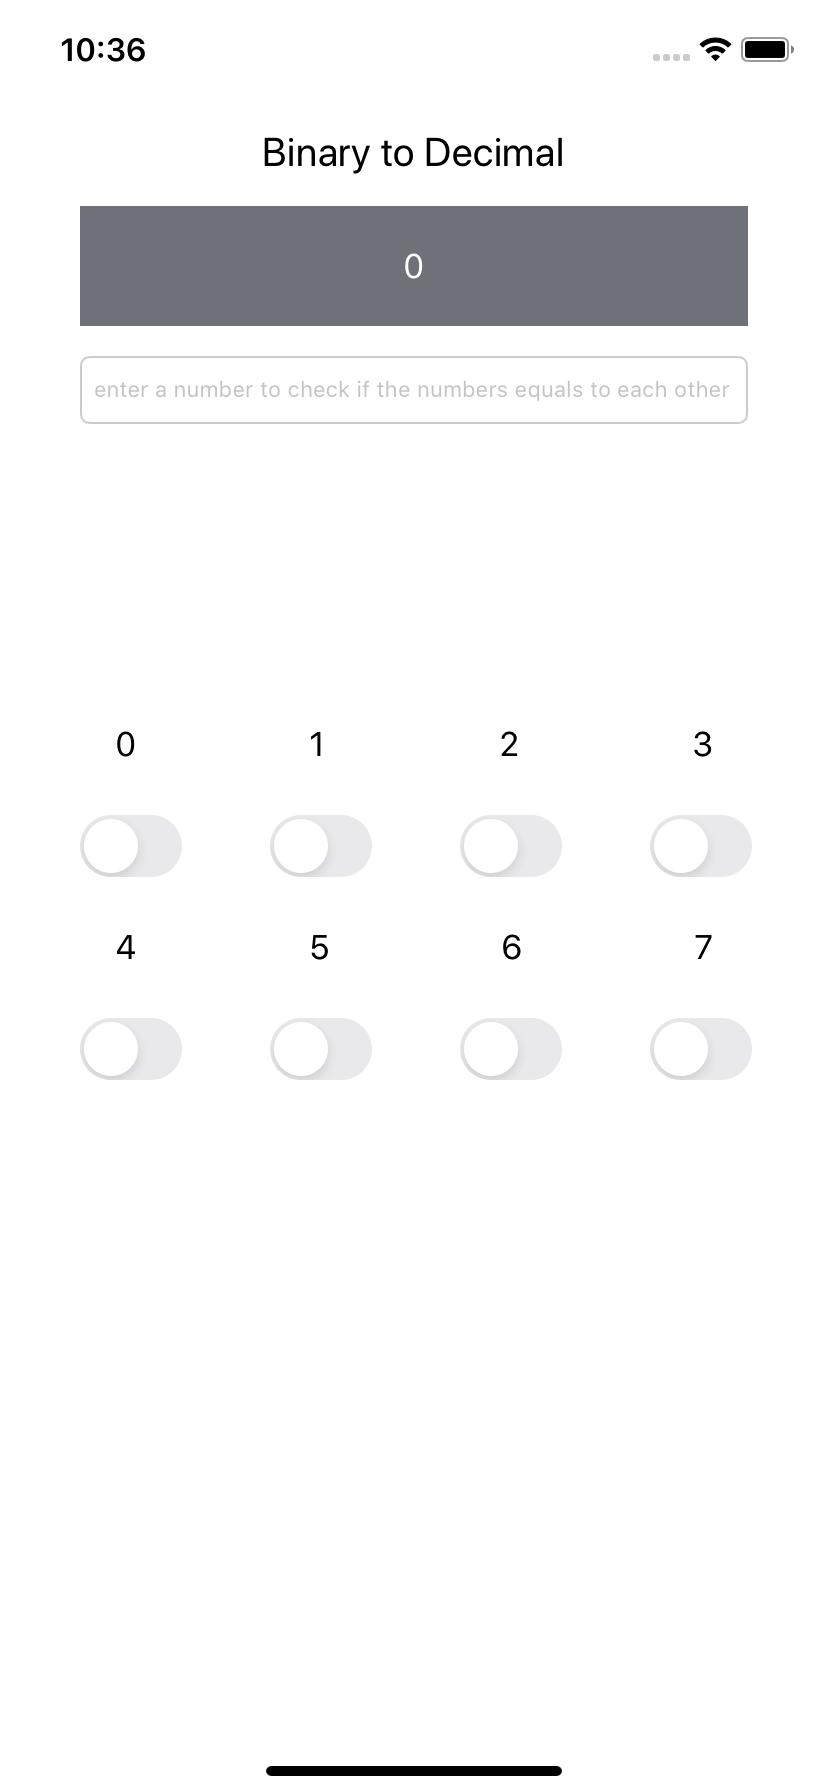 10:36
Binary to Decimal
0
enter a number to check if the numbers equals to each other
0 1 2 3
4 5 6 7